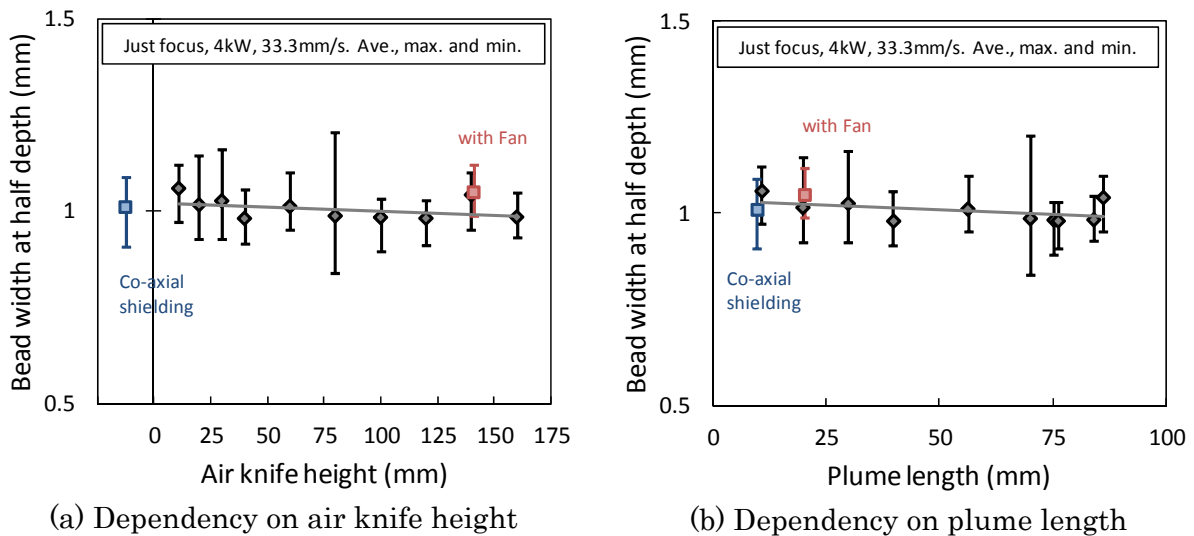 1.5
Just focus, 4kW, 33.3mm/s. Ave., max. and min.
with Fan
1
Co-axial
shielding
0.5
0 25 50 75 100 125 150 175
Bead width at half depth (mm)
Air knife height (mm)
(a) Dependency on air knife height
1.5
Just focus, 4kW, 33.3mm/s. Ave., max. and min.
with Fan
1
Co-axial
shielding
0.5
0 25 50 75 100
Bead width at half depth (mm)
Plume length (mm)
(b) Dependency on plume length